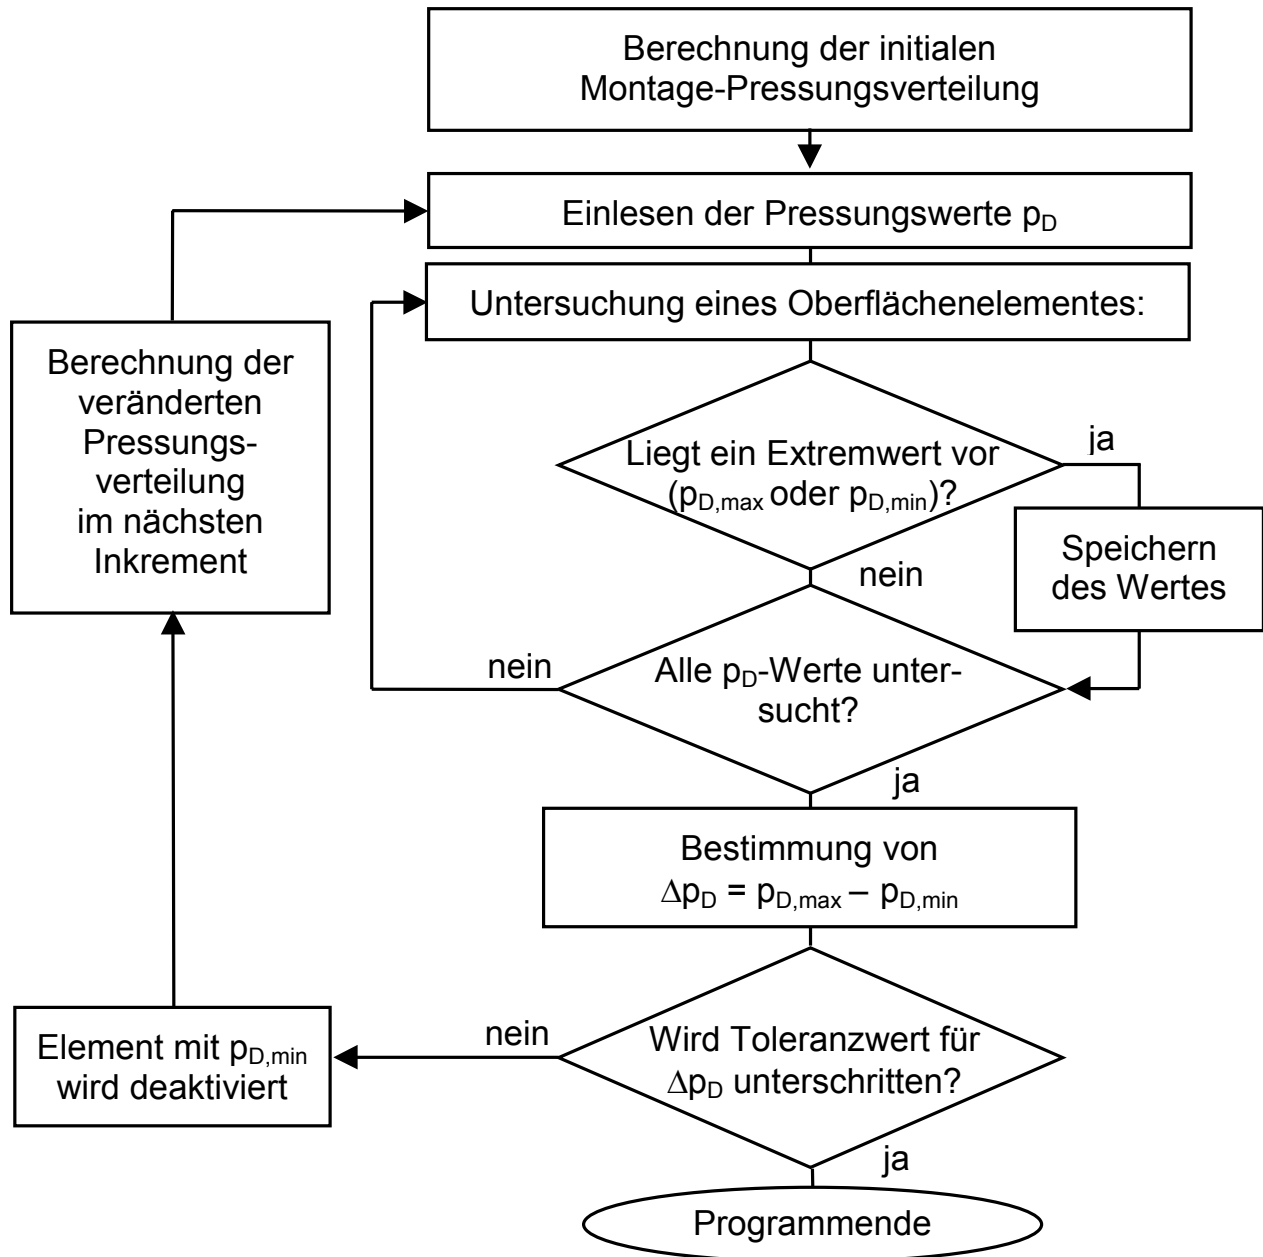 Berechnung der initialen
Montage-Pressungsverteilung
Einlesen der Pressungswerte pD
Untersuchung eines Oberflächenelementes:
Berechnung der
veränderten
Pressungs-
verteilung
im nächsten
Inkrement
Liegt ein Extremwert vor
(pD,max oder pD,min)?
ja
nein
Speichern
des Wertes
Alle pD-Werte unter-
sucht?
nein
ja
Bestimmung von
ΔpD = pD,max – pD,min
Wird Toleranzwert für
ΔpD unterschritten?
nein
Element mit pD,min
wird deaktiviert
ja
Programmende